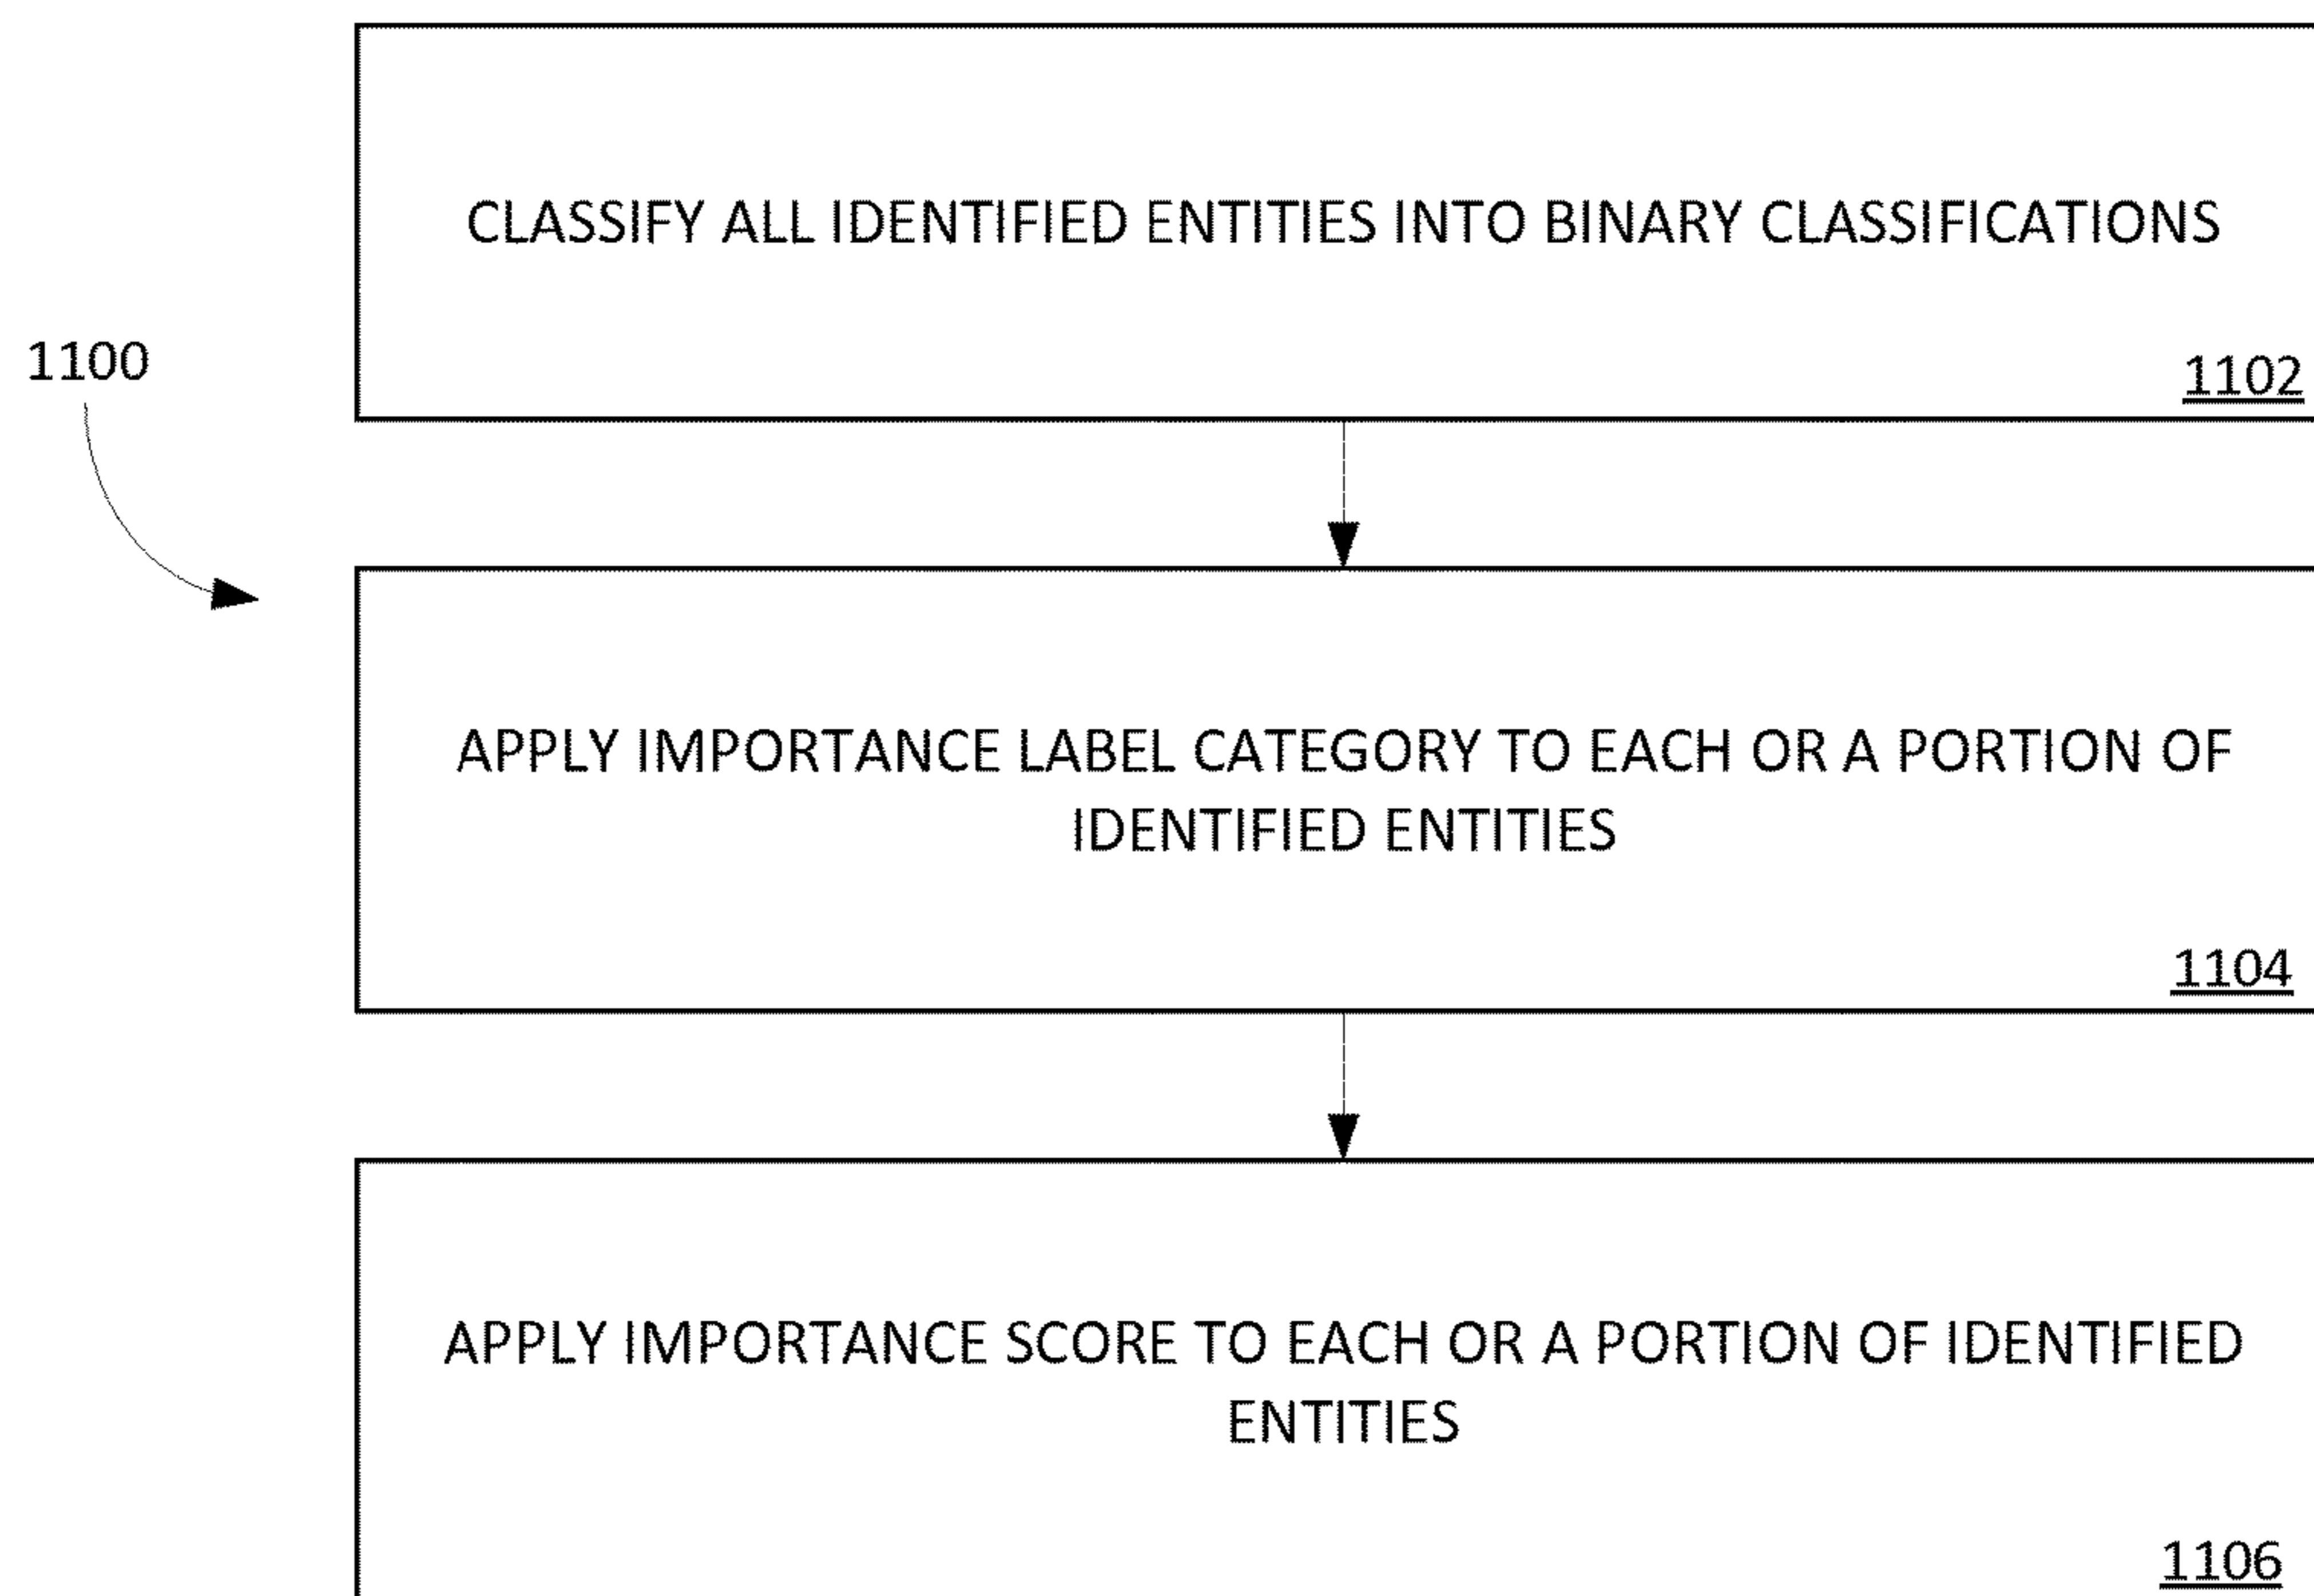 CLASSIFY ALL IDENTIFIED ENTITIES INTO BINARY CLASSIFICATIONS
1100
1102
APPLY IMPORTANCE LABEL CATEGORY TO EACH OR A PORTION OF
IDENTIFIED ENTITIES
1104
APPLY IMPORTANCE SCORE TO EACH OR A PORTION OF IDENTIFIED
ENTITIES
1106